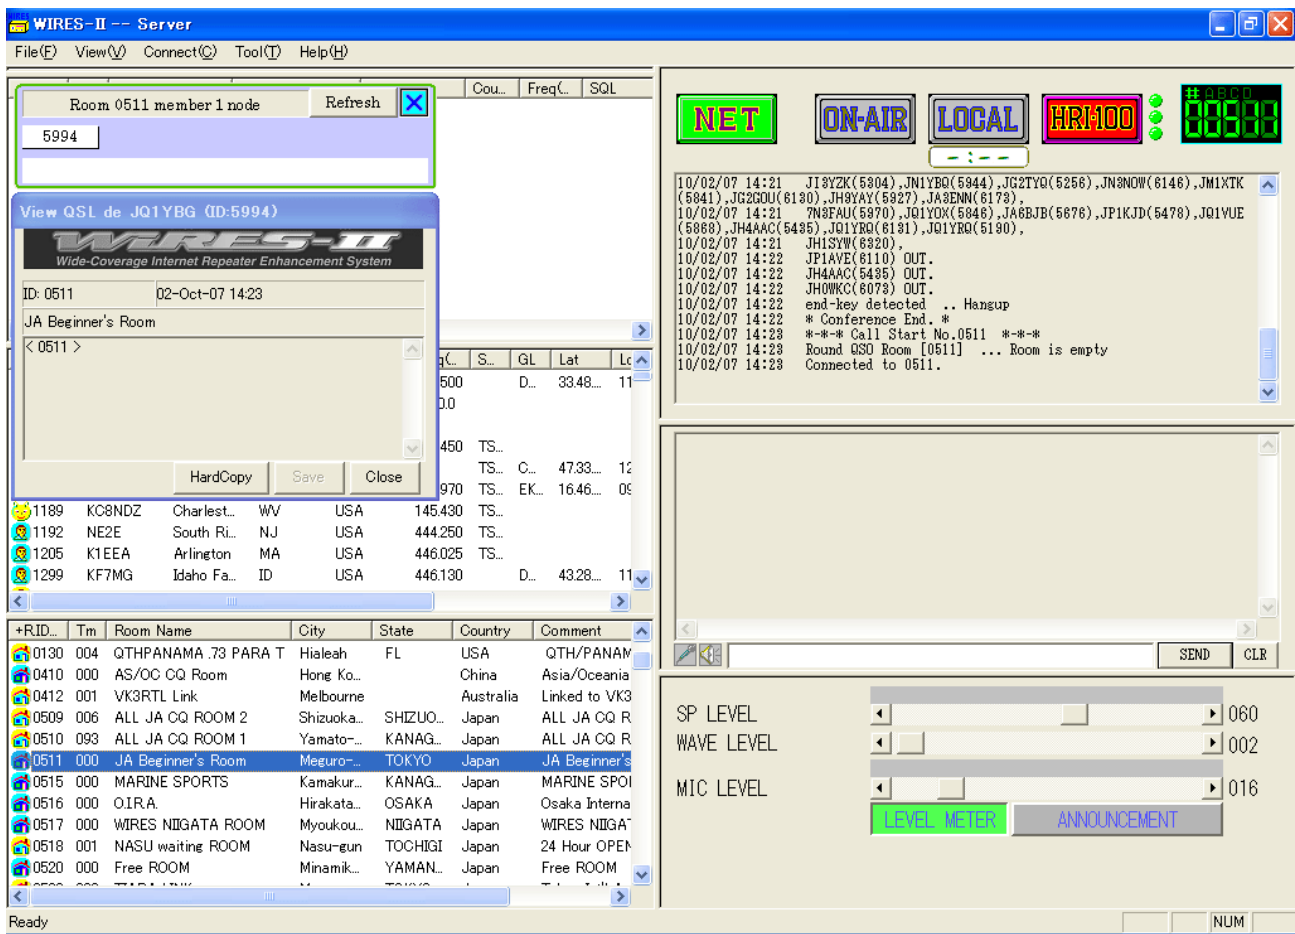 WIRES-II -- Server
File(F) View(V) Connect(C) Tool(T) Help(H)
Cou... Freq(... SQL
Room 0511 member 1 node Refresh
5994
View QSL de JQ1YBG (ID:5994)
WIRES-II
Wide-Coverage Internet Repeater Enhancement System
ID: 0511 02-Oct-07 14:23
JA Beginner's Room
< 0511 >
HardCopy Save Close
q(... S... GL Lat Lo
500 D... 33.48... 11
0.0
450 TS...
TS... C... 47.33... 12
970 TS... EK... 16.46... 09
1189 KC8NDZ Charlest... WV USA 145.430 TS...
1192 NE2E South Ri... NJ USA 444.250 TS...
1205 K1EEA Arlington MA USA 446.025 TS...
1299 KF7MG Idaho Fa... ID USA 446.130 D... 43.28... 11
+R.ID... Tm Room Name City State Country Comment
0130 004 QTHPANAMA .73 PARA T Hialeah FL USA QTH/PANAM
0410 000 AS/OC CQ Room Hong Ko... China Asia/Oceania
0412 001 VK3RTL Link Melbourne Australia Linked to VK3
0509 006 ALL JA CQ ROOM 2 Shizuoka... SHIZUO... Japan ALL JA CQ R
0510 093 ALL JA CQ ROOM 1 Yamato-... KANAG... Japan ALL JA CQ R
0511 000 JA Beginner's Room Meguro-... TOKYO Japan JA Beginner's
0515 000 MARINE SPORTS Kamakur... KANAG... Japan MARINE SPOI
0516 000 O.I.R.A. Hirakata... OSAKA Japan Osaka Interna
0517 000 WIRES NIIGATA ROOM Myoukou... NIIGATA Japan WIRES NIIGA
0518 001 NASU waiting ROOM Nasu-gun TOCHIGI Japan 24 Hour OPEN
0520 000 Free ROOM Minamik... YAMAN... Japan Free ROOM
Ready
NET ON-AIR LOCAL HRI-100 #ABCD
-:--
10/02/07 14:21 JI3YZK(5304),JN1YBQ(5944),JG2TYQ(5256),JN3NOW(6146),JM1XTK
(5841),JG2GOU(6130),JH9YAY(5927),JA3ENN(6173),
10/02/07 14:21 7N3FAU(5970),JQ1YOX(5846),JA6BJB(5676),JP1KJD(5478),JQ1VUE
(5868),JH4AAC(5435),JQ1YRQ(6131),JQ1YRQ(5190),
10/02/07 14:21 JH1SYW(6320),
10/02/07 14:22 JP1AVE(6110) OUT.
10/02/07 14:22 JH4AAC(5435) OUT.
10/02/07 14:22 JH0WKC(6073) OUT.
10/02/07 14:22 end-key detected .. Hangup
10/02/07 14:22 * Conference End. *
10/02/07 14:23 *-*-* Call Start No.0511 *-*-*
10/02/07 14:23 Round QSO Room [0511] ... Room is empty
10/02/07 14:23 Connected to 0511.
SEND CLR
SP LEVEL 060
WAVE LEVEL 002
MIC LEVEL 016
LEVEL METER ANNOUNCEMENT
NUM